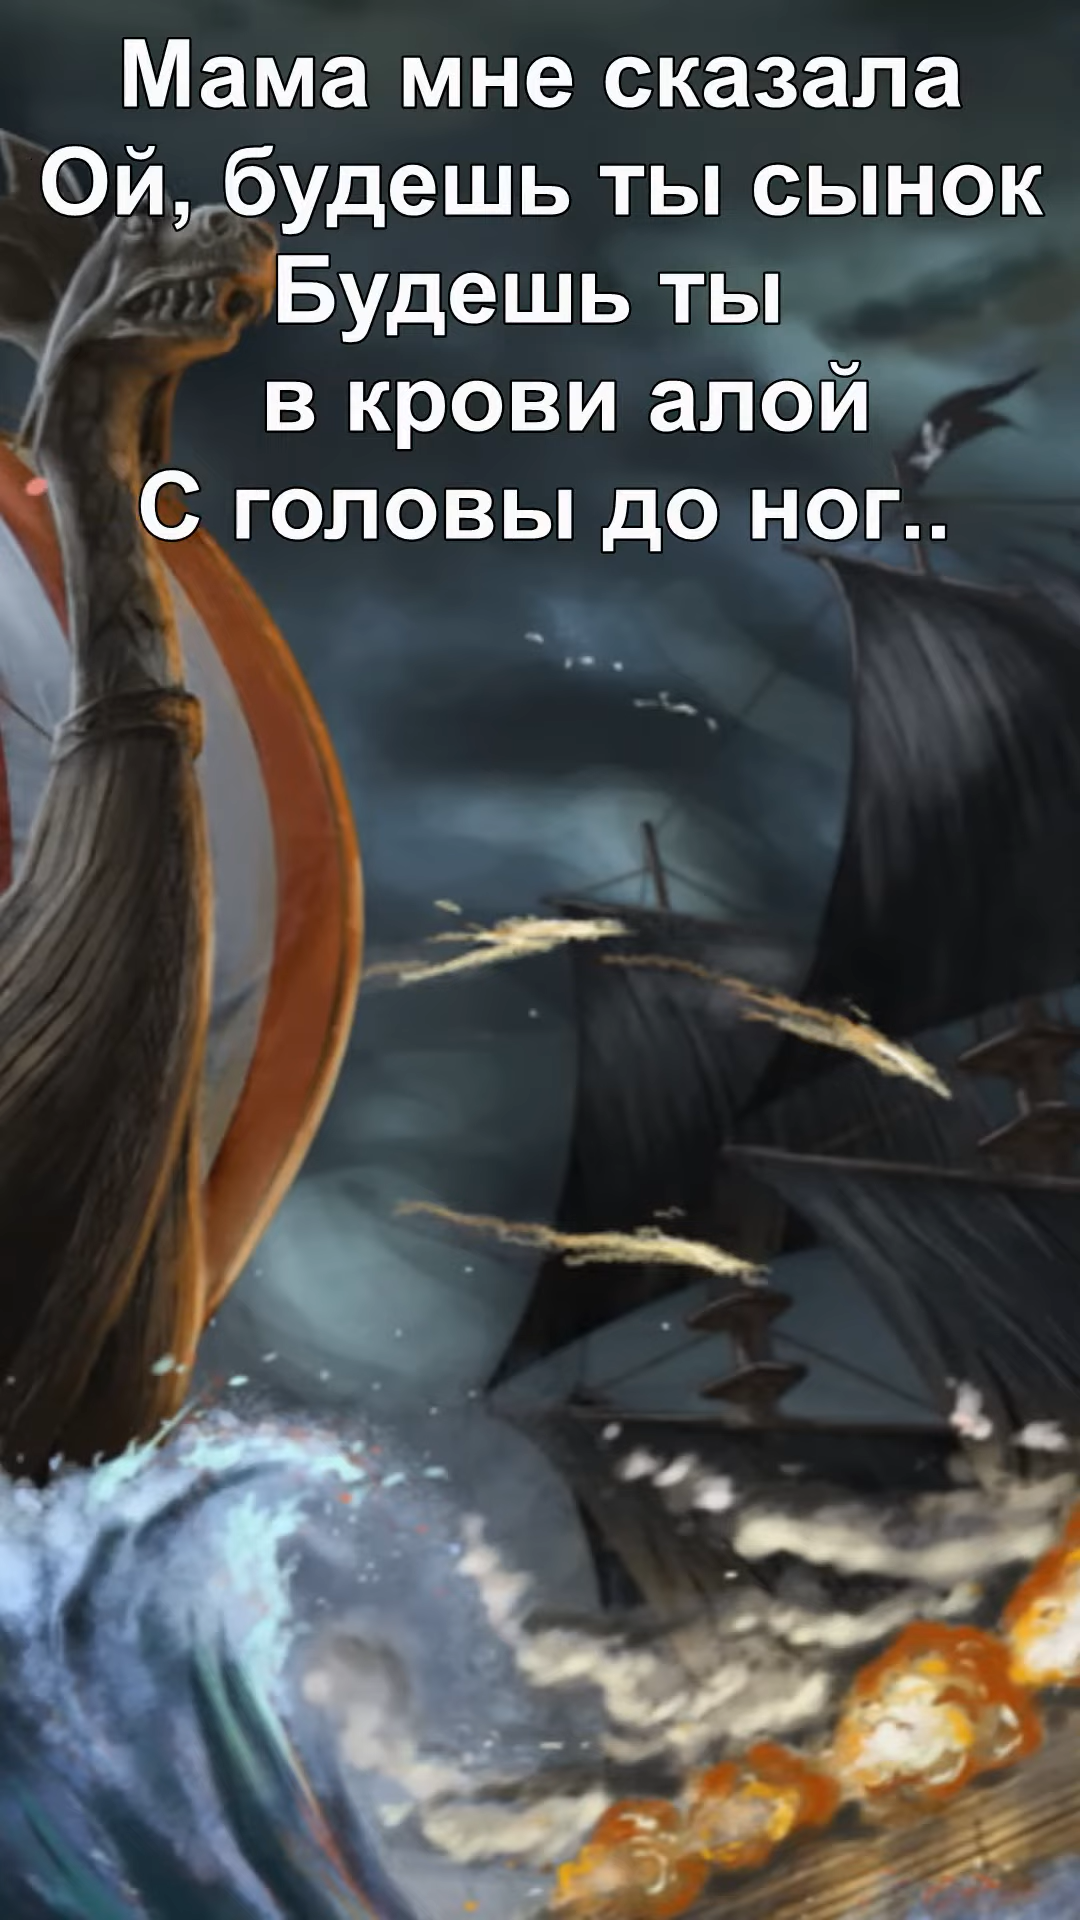 Мама мне сказала
Ой, будешь ты сынок
Будешь ты
в крови алой
С головы до ног..